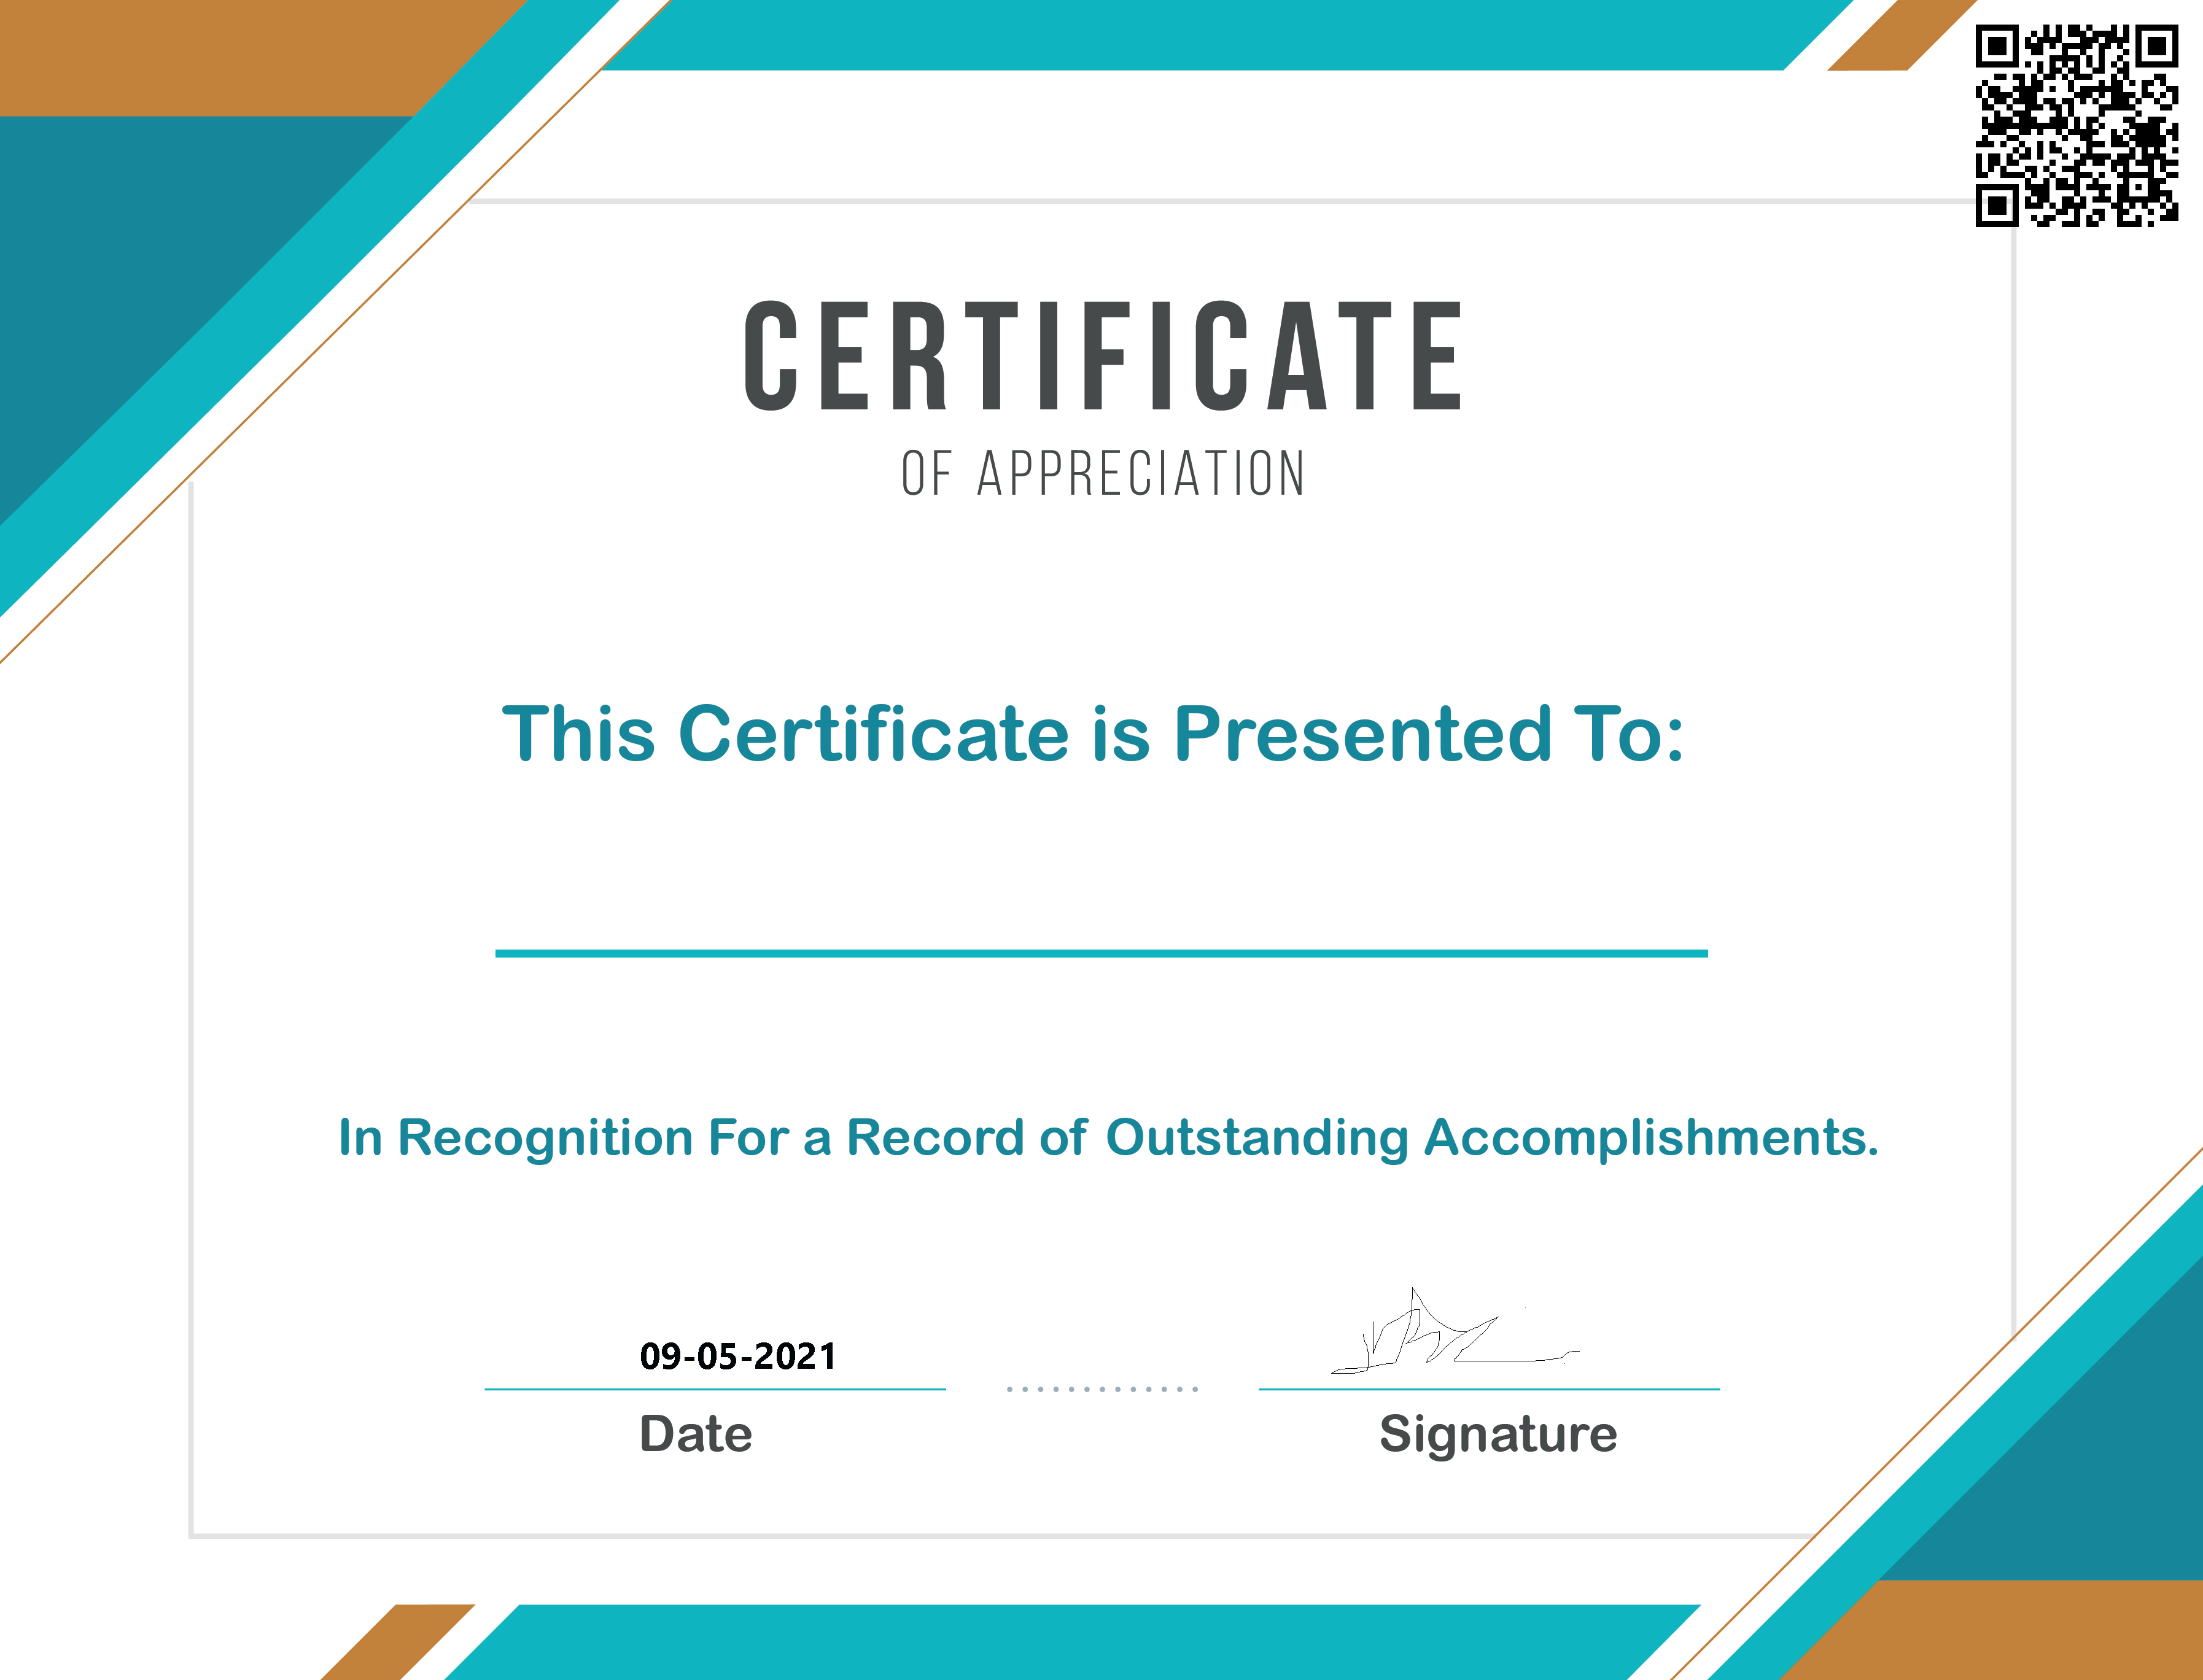 CERTIFICATE
OF APPRECIATION
This Certificate is Presented To:
In Recognition For a Record of Outstanding Accomplishments.
09-05-2021
Date
Signature